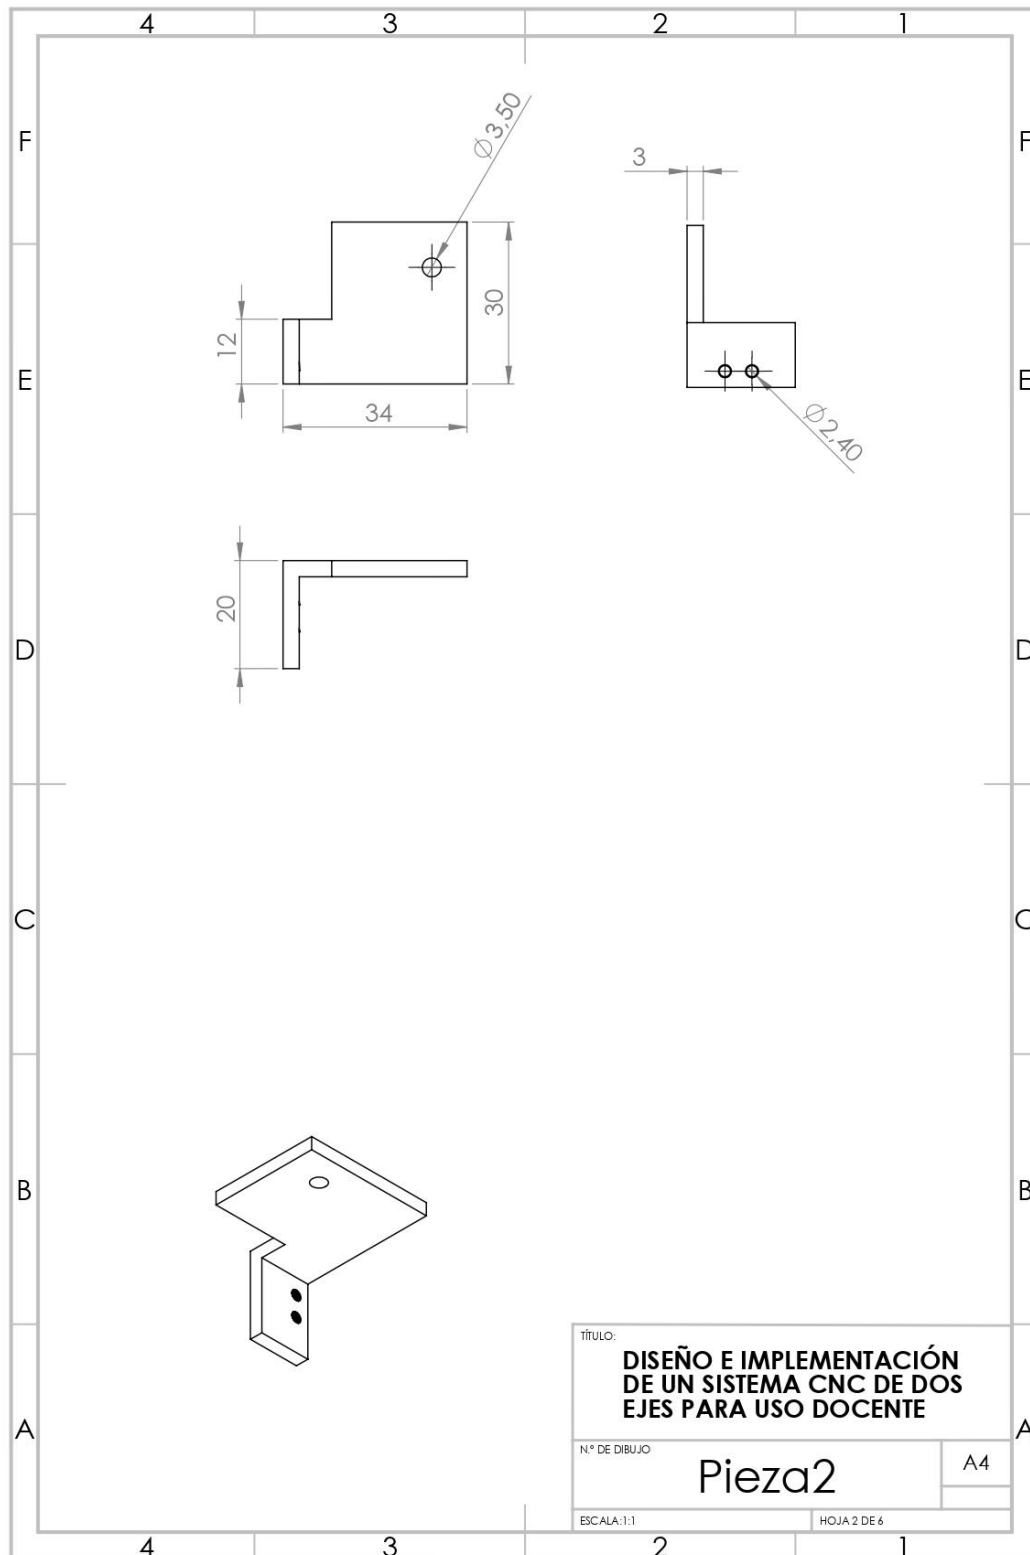 4 3 2 1
F F
Ø3,50
3
30
12
E E
34
Ø2,40
20
D D
C C
B B
TÍTULO:
DISEÑO E IMPLEMENTACIÓN
DE UN SISTEMA CNC DE DOS
EJES PARA USO DOCENTE
A A
N.º DE DIBUJO
Pieza2
A4
ESCALA:1:1
HOJA 2 DE 6
4 3 2 1